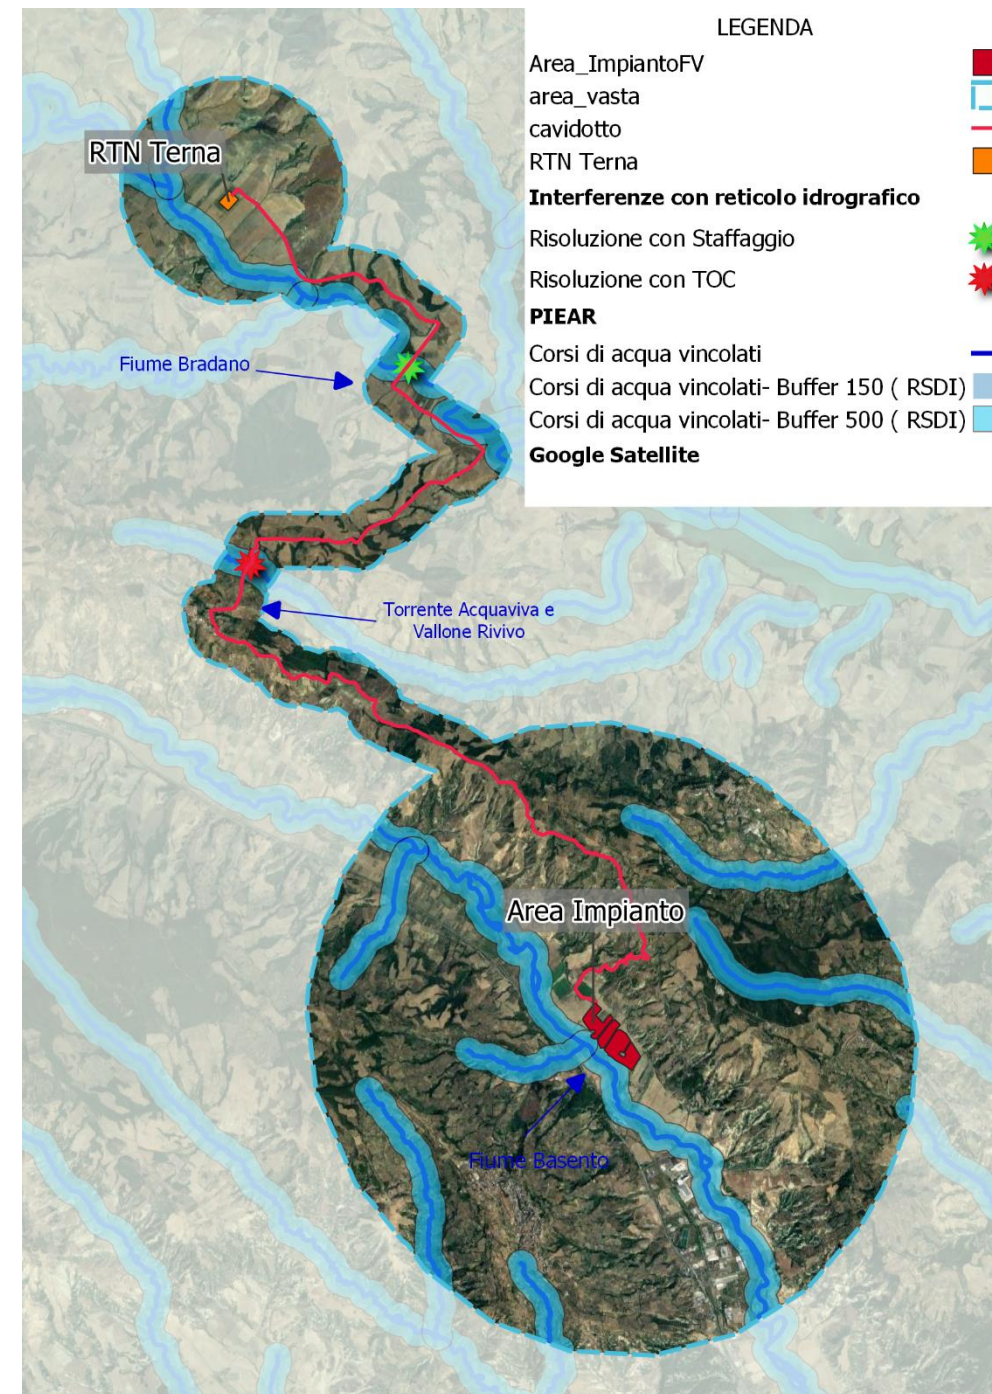 LEGENDA
Area_ImpiantoFV
area_vasta
cavidotto
RTN Terna
Interferenze con reticolo idrografico
Risoluzione con Staffaggio
Risoluzione con TOC
PIEAR
Corsi di acqua vincolati
Corsi di acqua vincolati- Buffer 150 ( RSDI)
Corsi di acqua vincolati- Buffer 500 ( RSDI)
Google Satellite
RTN Terna
Fiume Bradano
Torrente Acquaviva e
Vallone Rivivo
Area Impianto
Fiume Basento